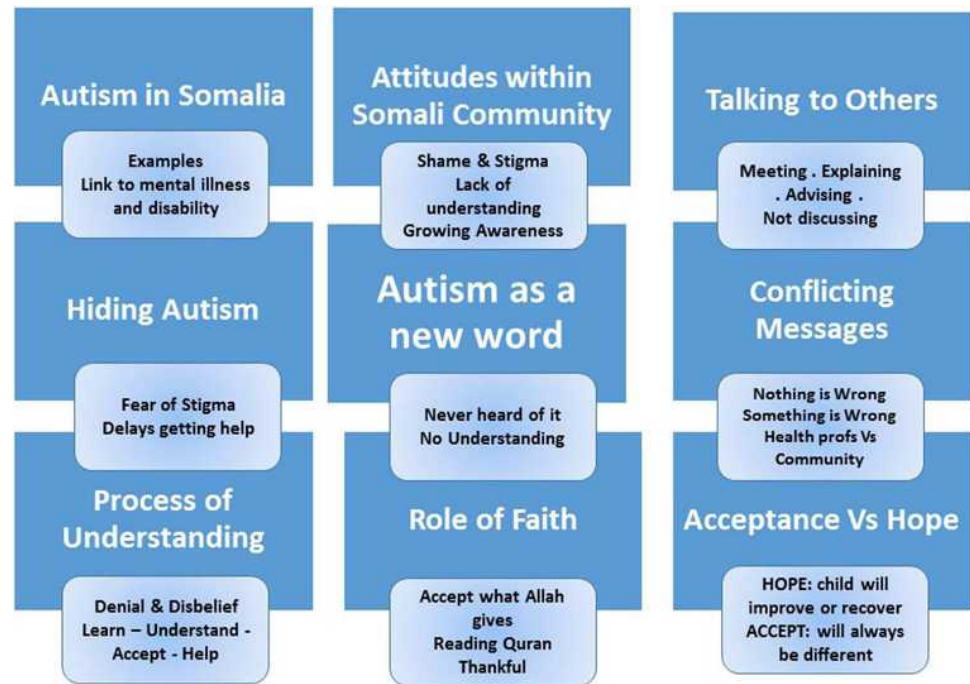 Autism in Somalia
Examples
Link to mental illness
and disability
Attitudes within
Somali Community
Shame & Stigma
Lack of
understanding
Growing Awareness
Talking to Others
Meeting . Explaining
. Advising .
Not discussing
Hiding Autism
Fear of Stigma
Delays getting help
Autism as a
new word
Never heard of it
No Understanding
Conflicting
Messages
Nothing is Wrong
Something is Wrong
Health profs Vs
Community
Process of
Understanding
Denial & Disbelief
Learn – Understand -
Accept - Help
Role of Faith
Accept what Allah
gives
Reading Quran
Thankful
Acceptance Vs Hope
HOPE: child will
improve or recover
ACCEPT: will always
be different